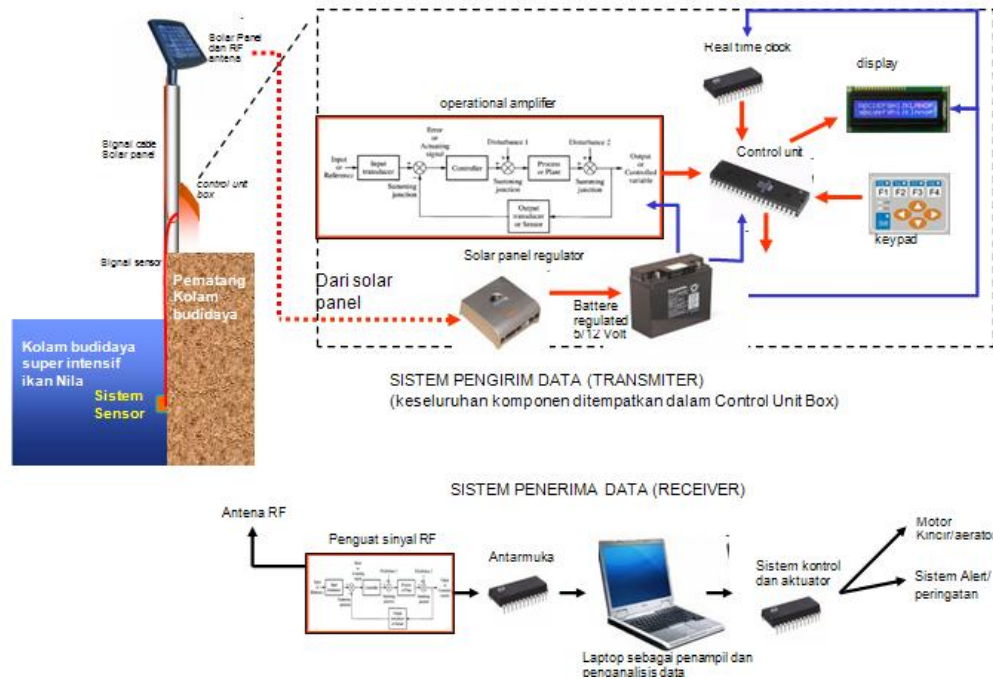 Solar Panel
dan RF
antena
Real time clock
display
operational amplifier
Signal cable
Solar panel
control unit
box
Error
or
Actuating
signal
Disturbance 1
Disturbance 2
Input
or
Reference
Input
transducer
Controller
Process
or Plant
Output
or
Controlled
variable
Summing
junction
Summing
junction
Summing
junction
Output
transducer
or Sensor
Control unit
F1 F2 F3 F4
keypad
Signal sensor
Solar panel regulator
Pematang
Kolam
budidaya
Dari solar
panel
Battere
regulated
5/12 Volt
Kolam budidaya
super intensif
ikan Nila
Sistem
Sensor
SISTEM PENGIRIM DATA (TRANSMITER)
(keseluruhan komponen ditempatkan dalam Control Unit Box)
SISTEM PENERIMA DATA (RECEIVER)
Antena RF
Penguat sinyal RF
Antarmuka
Sistem kontrol
dan aktuator
Motor
Kincir/aerator
Sistem Alert/
peringatan
Laptop sebagai penampil dan
penganalisis data